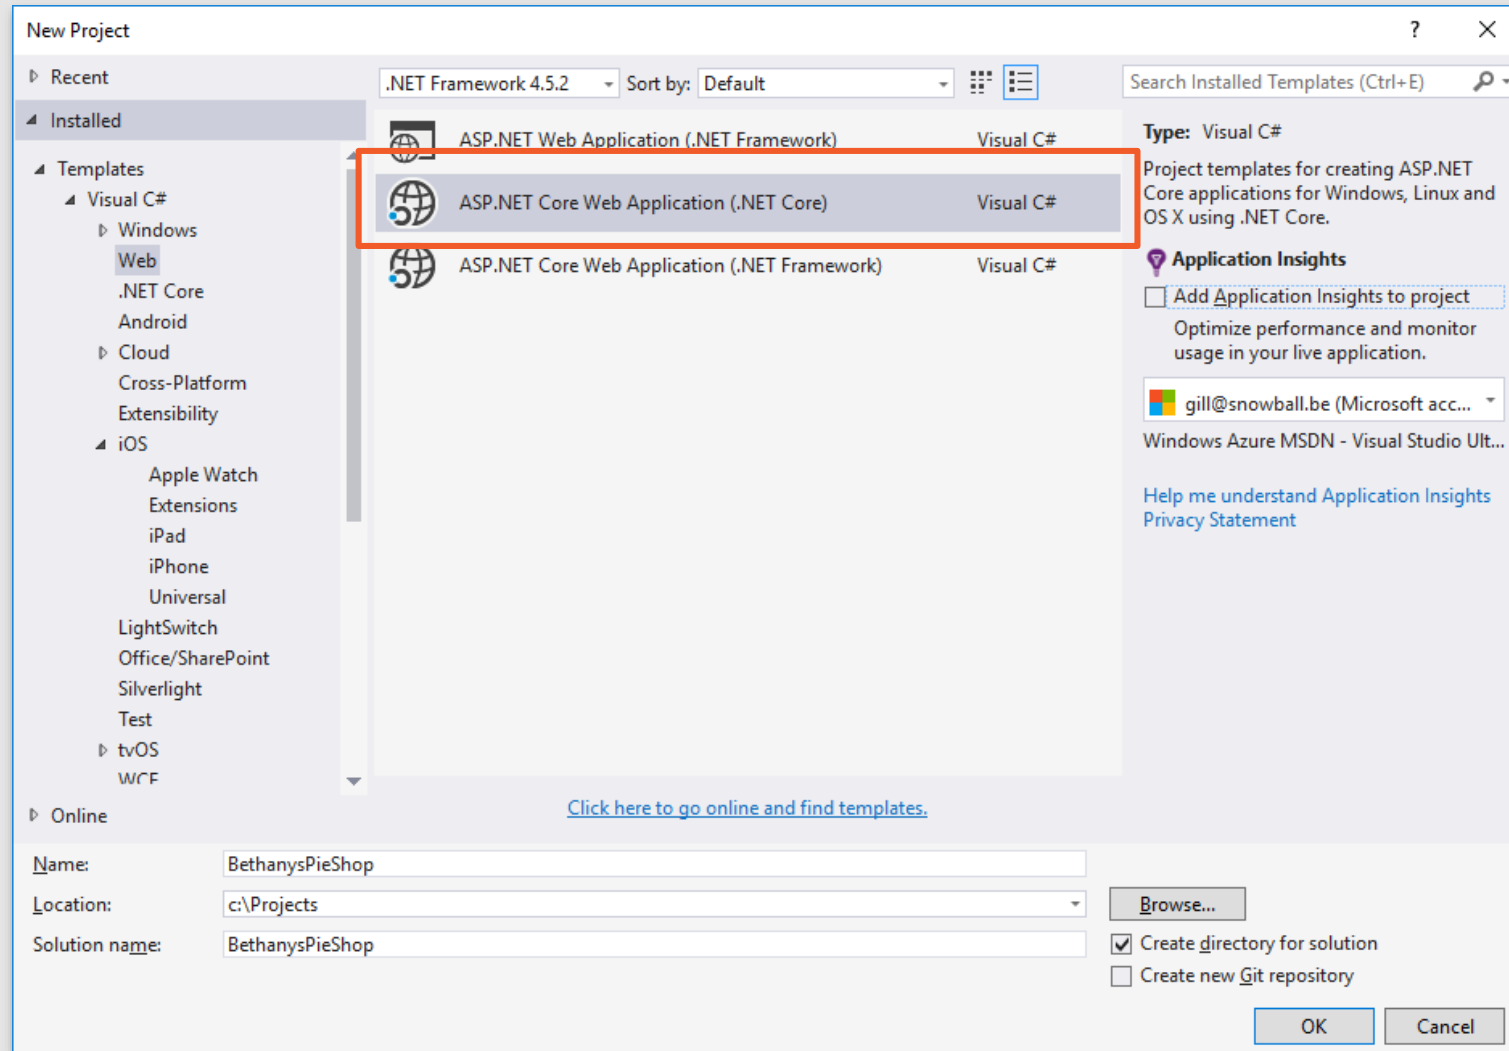 New Project
?
Recent
Installed
Templates
Visual C#
Windows
Web
.NET Core
Android
Cloud
Cross-Platform
Extensibility
iOS
Apple Watch
Extensions
iPad
iPhone
Universal
LightSwitch
Office/SharePoint
Silverlight
Test
tvOS
WCF
Online
.NET Framework 4.5.2
Sort by: Default
ASP.NET Web Application (.NET Framework) Visual C#
ASP.NET Core Web Application (.NET Core) Visual C#
ASP.NET Core Web Application (.NET Framework) Visual C#
Click here to go online and find templates.
Search Installed Templates (Ctrl+E)
Type: Visual C#
Project templates for creating ASP.NET
Core applications for Windows, Linux and
OS X using .NET Core.
Application Insights
Add Application Insights to project
Optimize performance and monitor
usage in your live application.
gill@snowball.be (Microsoft acc...
Windows Azure MSDN - Visual Studio Ult...
Help me understand Application Insights
Privacy Statement
Name: BethanysPieShop
Location: c:\Projects
Browse...
Solution name: BethanysPieShop
Create directory for solution
Create new Git repository
OK
Cancel